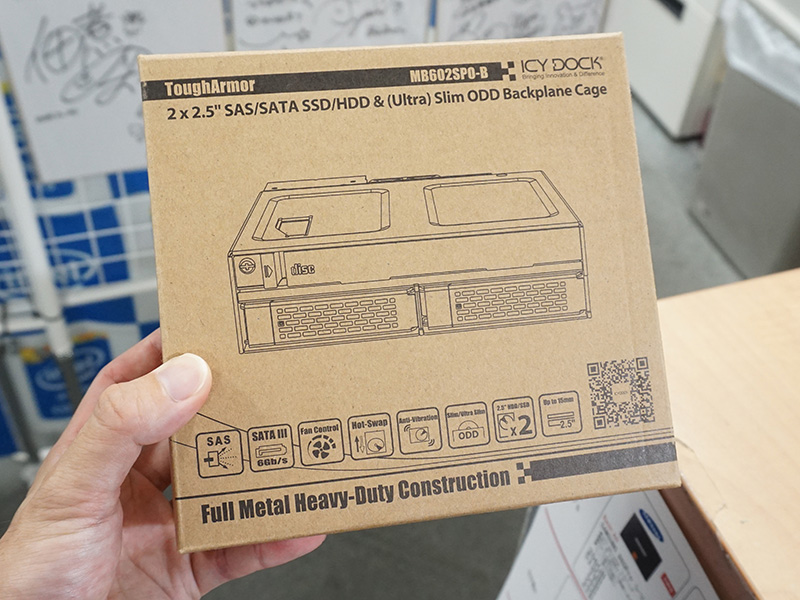 ToughArmor
MB602SPO-B
ICY DOCK
Bringing Innovation & Difference
2 x 2.5" SAS/SATA SSD/HDD & (Ultra) Slim ODD Backplane Cage
disc
SAS
SATA III
6Gb/s
Fan Control
Hot-Swap
Anti-Vibration
Slim/Ultra Slim
ODD
2.5" HDD/SSD
x2
Up to 15mm
2.5"
Full Metal Heavy-Duty Construction